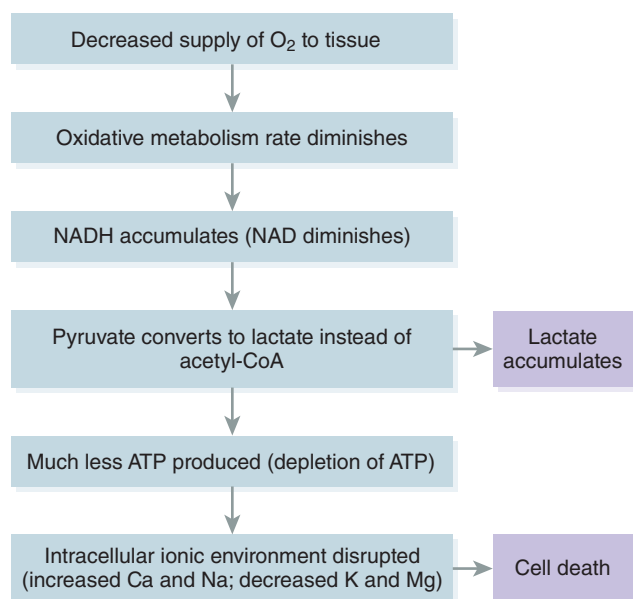 Decreased supply of O₂ to tissue
Oxidative metabolism rate diminishes
NADH accumulates (NAD diminishes)
Pyruvate converts to lactate instead of
acetyl-CoA
Lactate
accumulates
Much less ATP produced (depletion of ATP)
Intracellular ionic environment disrupted
(increased Ca and Na; decreased K and Mg)
Cell death